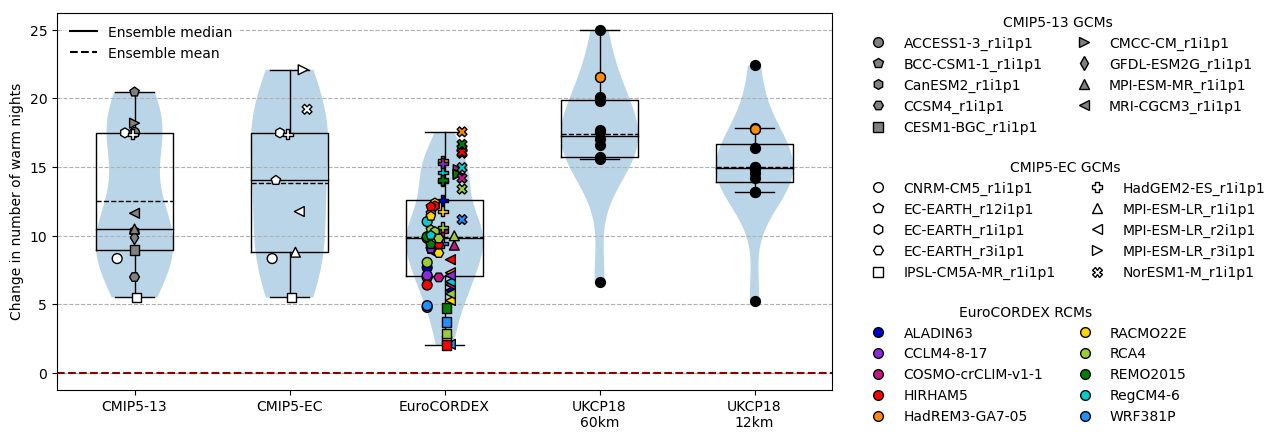 Ensemble median
Ensemble mean
Change in number of warm nights
25
20
15
10
5
0
CMIP5-13
CMIP5-EC
EuroCORDEX
UKCP18
60km
UKCP18
12km
CMIP5-13 GCMs
ACCESS1-3_r1i1p1
BCC-CSM1-1_r1i1p1
CanESM2_r1i1p1
CCSM4_r1i1p1
CESM1-BGC_r1i1p1
CMCC-CM_r1i1p1
GFDL-ESM2G_r1i1p1
MPI-ESM-MR_r1i1p1
MRI-CGCM3_r1i1p1
CMIP5-EC GCMs
CNRM-CM5_r1i1p1
EC-EARTH_r12i1p1
EC-EARTH_r1i1p1
EC-EARTH_r3i1p1
IPSL-CM5A-MR_r1i1p1
HadGEM2-ES_r1i1p1
MPI-ESM-LR_r1i1p1
MPI-ESM-LR_r2i1p1
MPI-ESM-LR_r3i1p1
NorESM1-M_r1i1p1
EuroCORDEX RCMs
ALADIN63
CCLM4-8-17
COSMO-crCLIM-v1-1
HIRHAM5
HadREM3-GA7-05
RACMO22E
RCA4
REMO2015
RegCM4-6
WRF381P